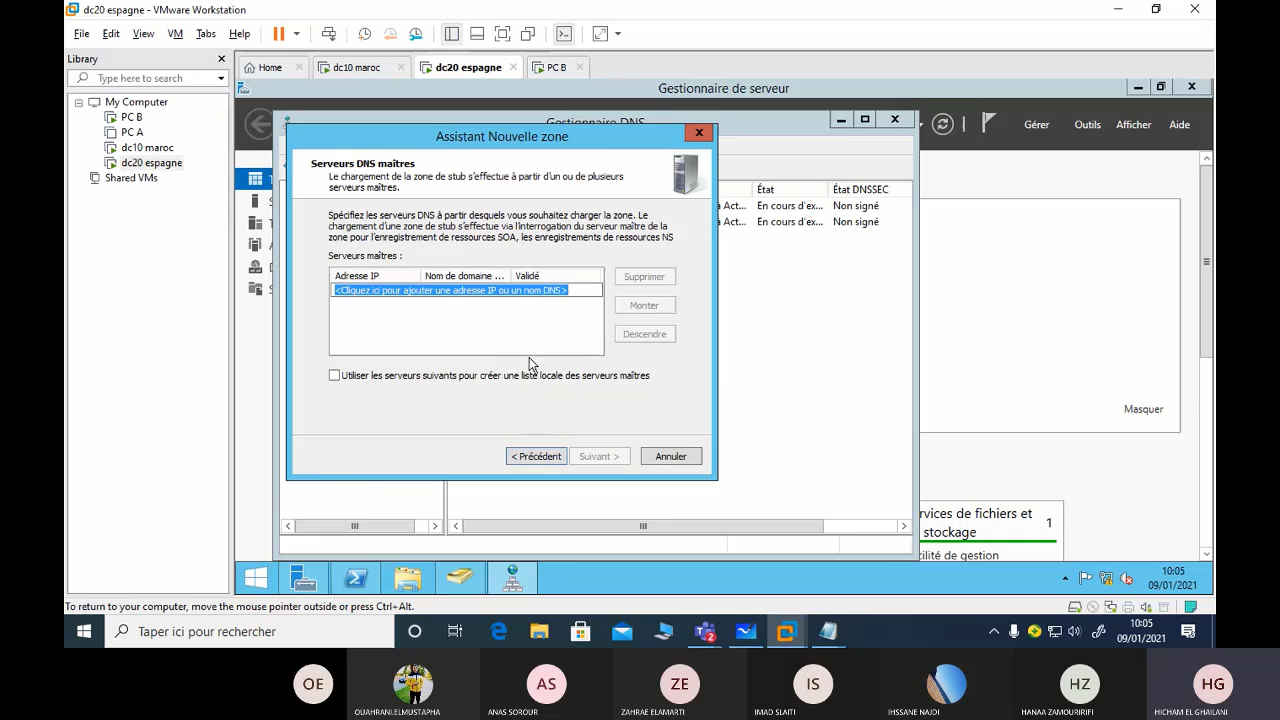 dc20 espagne - VMware Workstation
File Edit View VM Tabs Help
Library
Type here to search
My Computer
PC B
PC A
dc10 maroc
dc20 espagne
Shared VMs
Home
dc10 maroc
dc20 espagne
PC B
Gestionnaire de serveur
Gérer Outils Afficher Aide
Gestionnaire DNS
Assistant Nouvelle zone
Serveurs DNS maîtres
Le chargement de la zone de stub s'effectue à partir d'un ou de plusieurs
serveurs maîtres.
Spécifiez les serveurs DNS à partir desquels vous souhaitez charger la zone. Le
chargement d'une zone de stub s'effectue via l'interrogation du serveur maître de la
zone pour l'enregistrement de ressources SOA, les enregistrements de ressources NS
Serveurs maîtres :
Adresse IP Nom de domaine ... Validé
<Cliquez ici pour ajouter une adresse IP ou un nom DNS>
Supprimer
Monter
Descendre
Utiliser les serveurs suivants pour créer une liste locale des serveurs maîtres
< Précédent Suivant > Annuler
État État DNSSEC
à Act... En cours d'ex... Non signé
à Act... En cours d'ex... Non signé
Masquer
rvices de fichiers et
stockage
1
cilité de gestion
10:05
09/01/2021
To return to your computer, move the mouse pointer outside or press Ctrl+Alt.
Taper ici pour rechercher
10:05
09/01/2021
OE
OUAHRANI.ELMUSTAPHA
AS
ANAS SOROUR
ZE
ZAHRAE ELAMARTI
IS
IMAD SLAITI
IHSSANE NAJDI
HZ
HANAA ZAMOURIRFI
HG
HICHAM EL GHAILANI